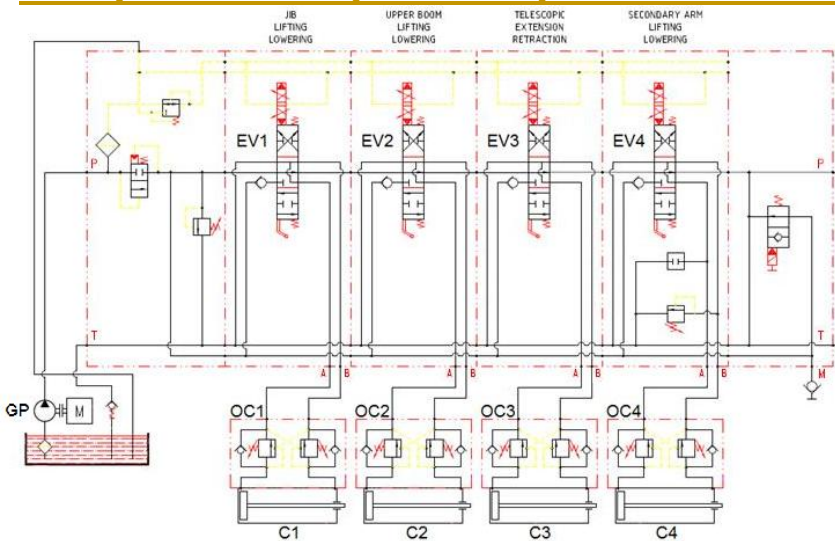 JIB
LIFTING
LOWERING
UPPER BOOM
LIFTING
LOWERING
TELESCOPIC
EXTENSION
RETRACTION
SECONDARY ARM
LIFTING
LOWERING
EV1
EV2
EV3
EV4
P
P
T
T
A
B
A
B
A
B
A
B
M
GP
M
OC1
OC2
OC3
OC4
C1
C2
C3
C4